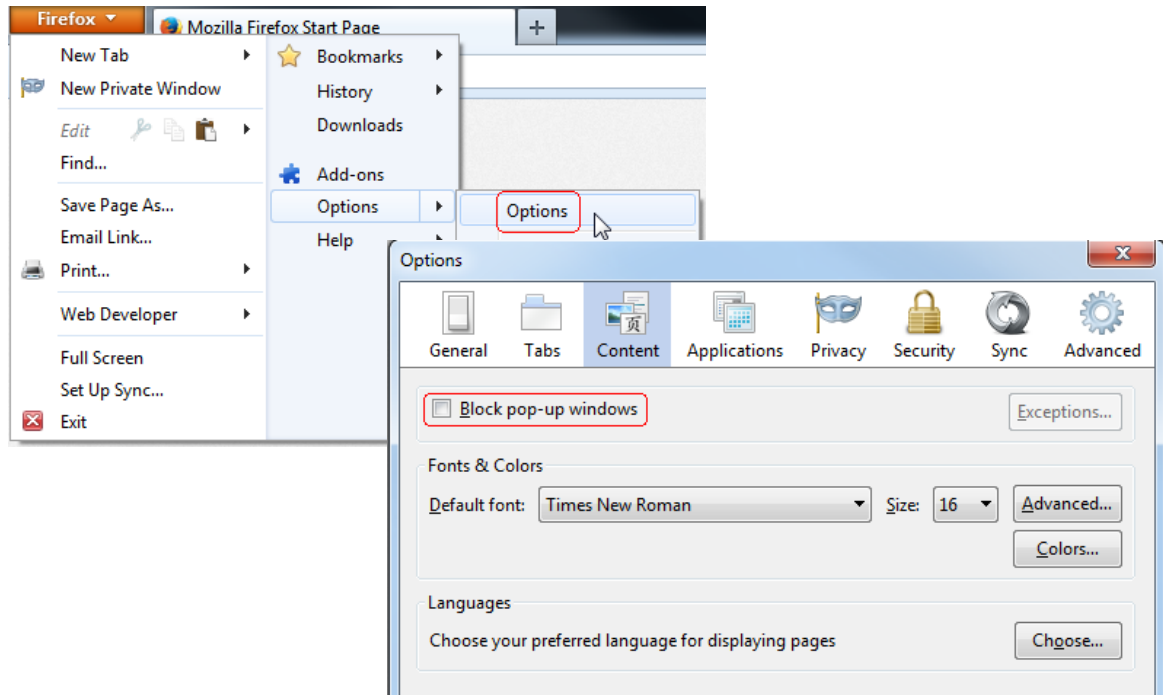 Firefox
Mozilla Firefox Start Page
+
New Tab
New Private Window
Edit
Find...
Save Page As...
Email Link...
Print...
Web Developer
Full Screen
Set Up Sync...
Exit
Bookmarks
History
Downloads
Add-ons
Options
Help
Options
Options
x
General Tabs Content Applications Privacy Security Sync Advanced
页
Block pop-up windows
Exceptions...
Fonts & Colors
Default font: Times New Roman Size: 16 Advanced...
Colors...
Languages
Choose your preferred language for displaying pages Choose...